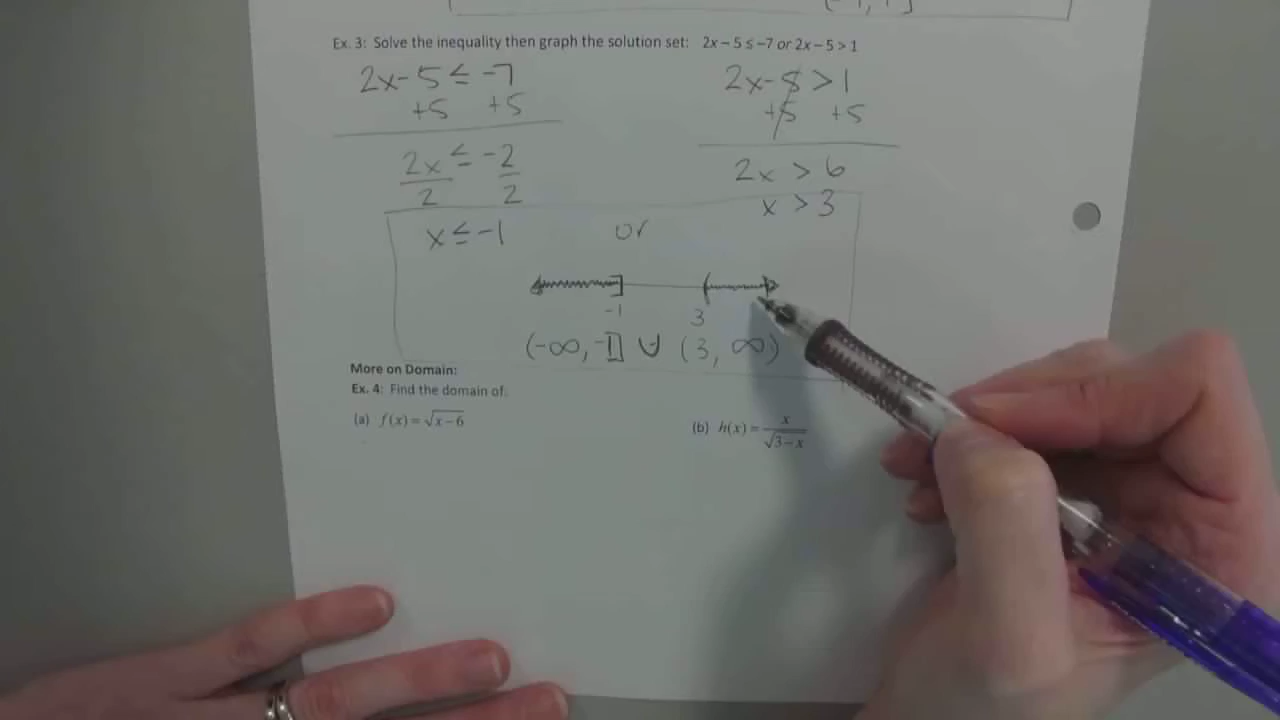 Ex. 3: Solve the inequality then graph the solution set: 2x – 5 ≤ –7 or 2x – 5 > 1
2x - 5 ≤ -7
+5 +5
2x ≤ -2
2 2
x ≤ -1
or
2x - 5 > 1
+5 +5
2x > 6
x > 3
-1 3
(-∞, -1] ∪ (3, ∞)
More on Domain:
Ex. 4: Find the domain of:
(a) f(x) = √x–6
(b) h(x) = x/√3–x